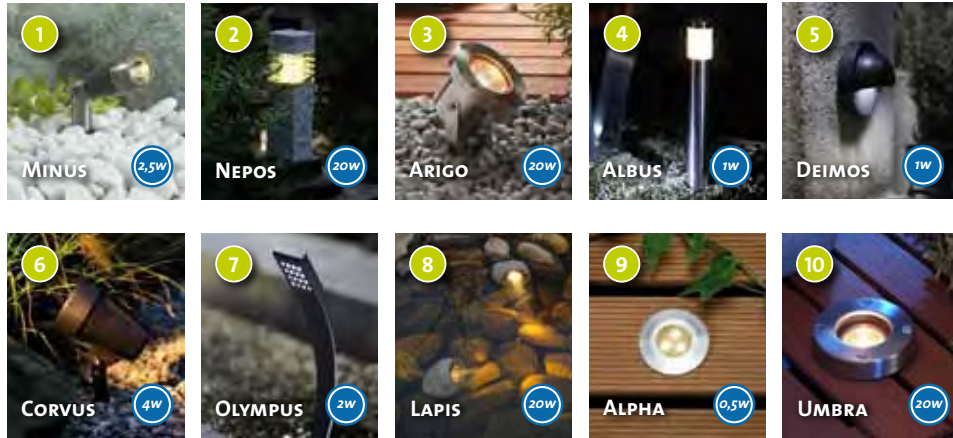 1
MINUS
2,5W
2
NEPOS
20W
3
ARIGO
20W
4
ALBUS
1W
5
DEIMOS
1W
6
CORVUS
4W
7
OLYMPUS
2W
8
LAPIS
20W
9
ALPHA
0,5W
10
UMBRA
20W